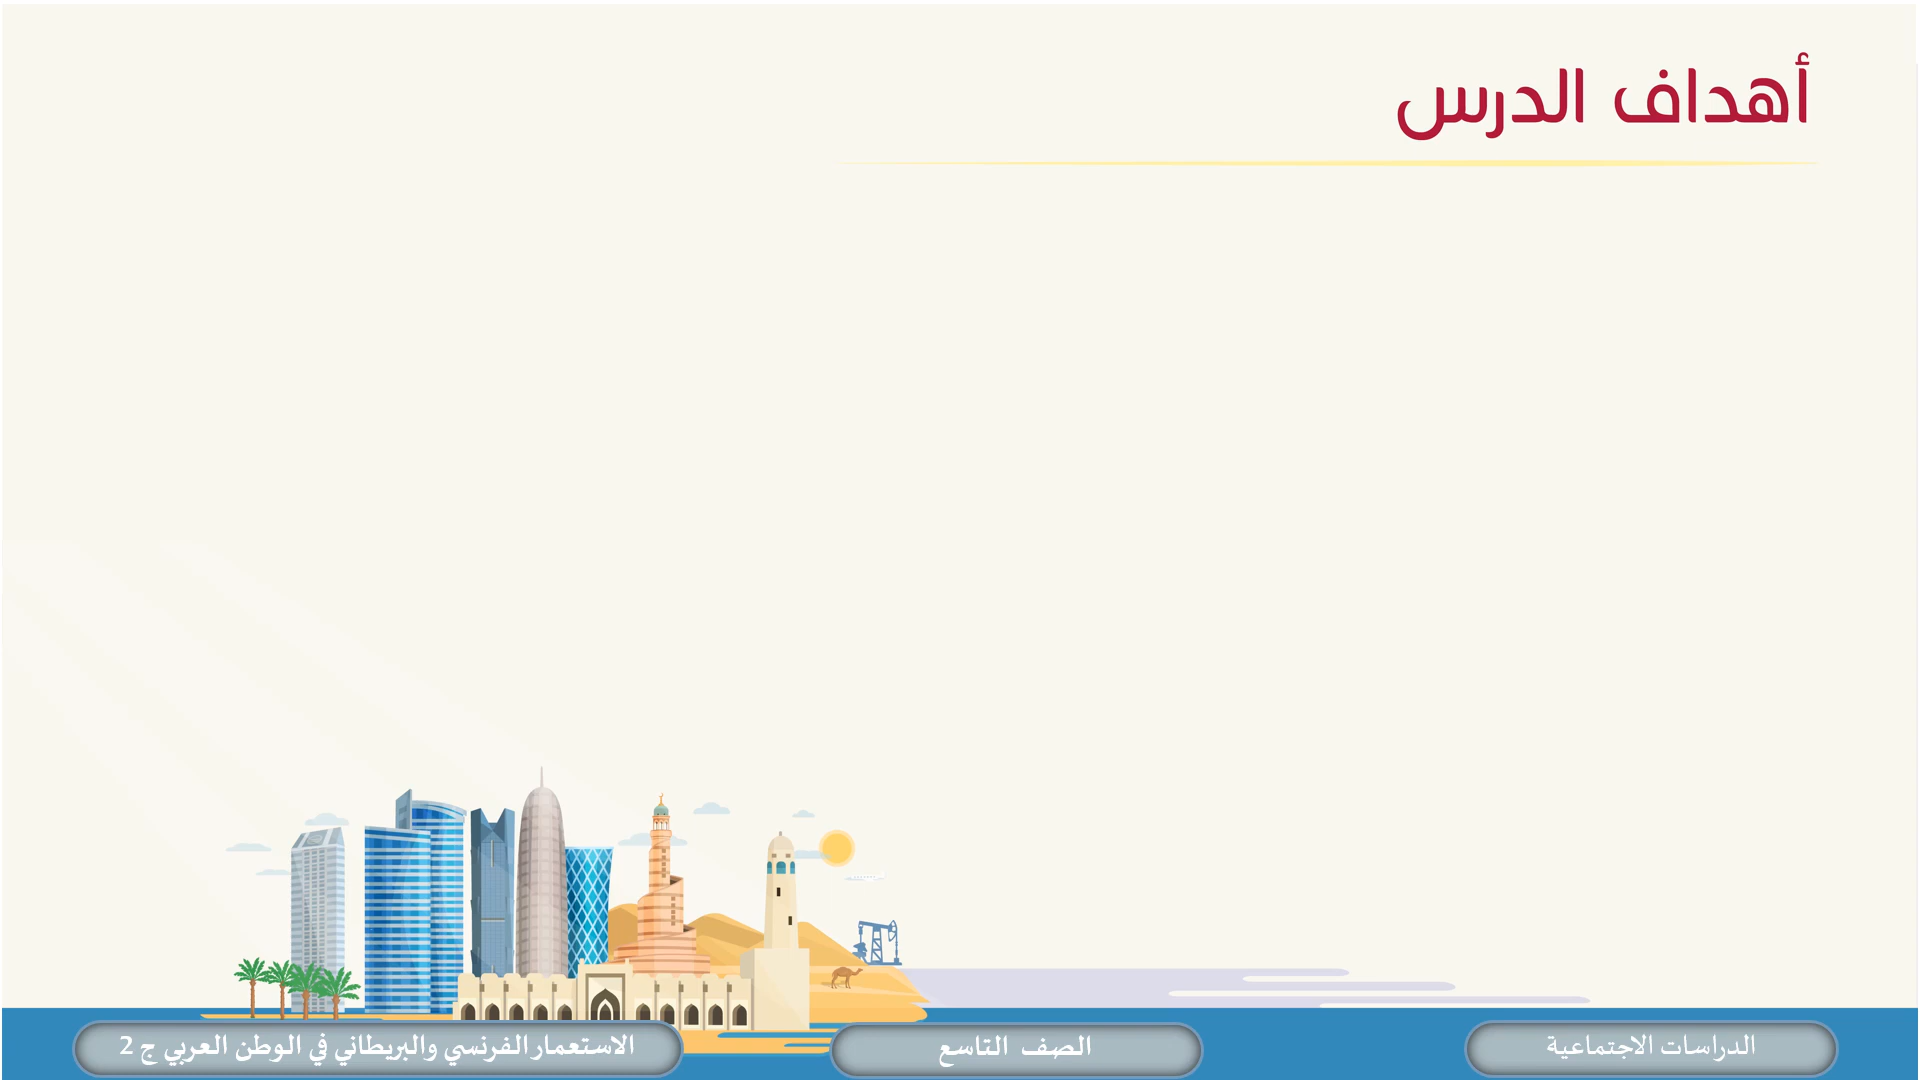 أهداف الدرس
الدراسات الاجتماعية
الصف التاسع
الاستعمار الفرنسي والبريطاني في الوطن العربي ج 2